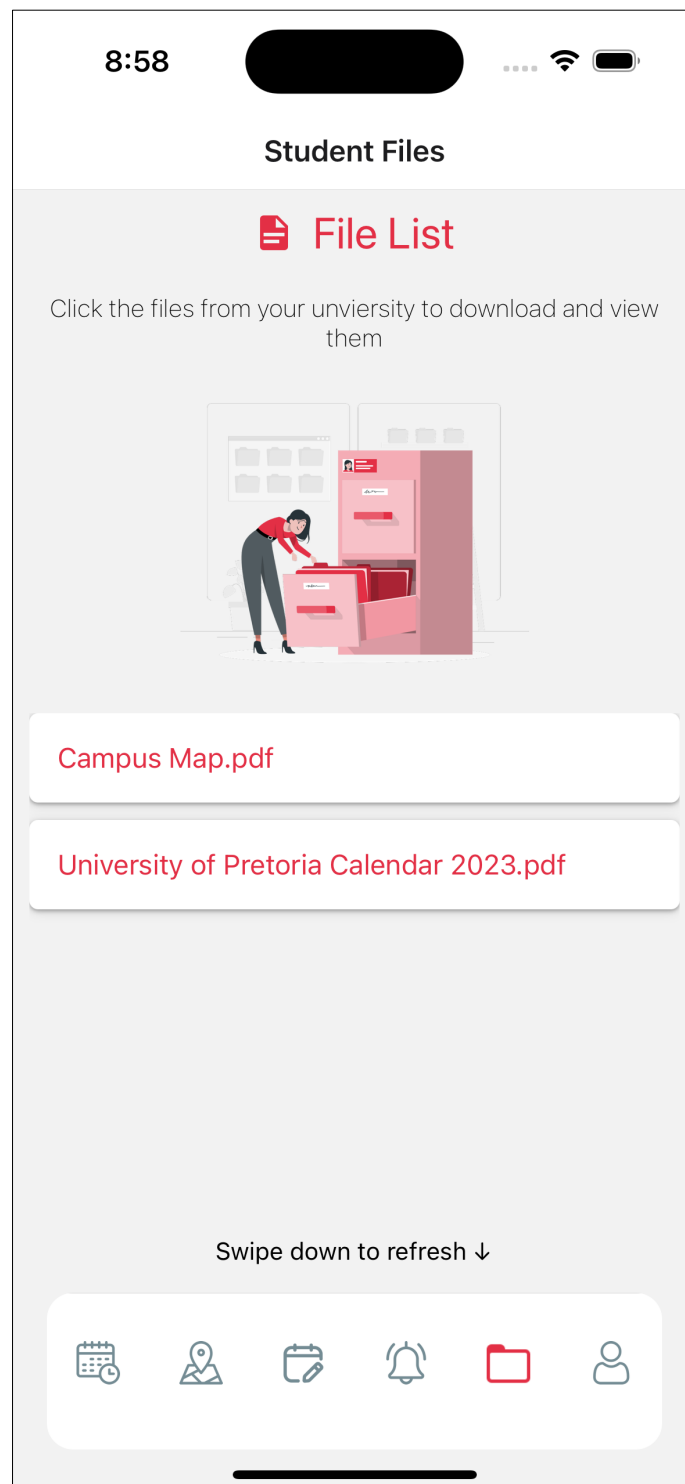 8:58
Student Files
File List
Click the files from your unviersity to download and view
them
Campus Map.pdf
University of Pretoria Calendar 2023.pdf
Swipe down to refresh ↓